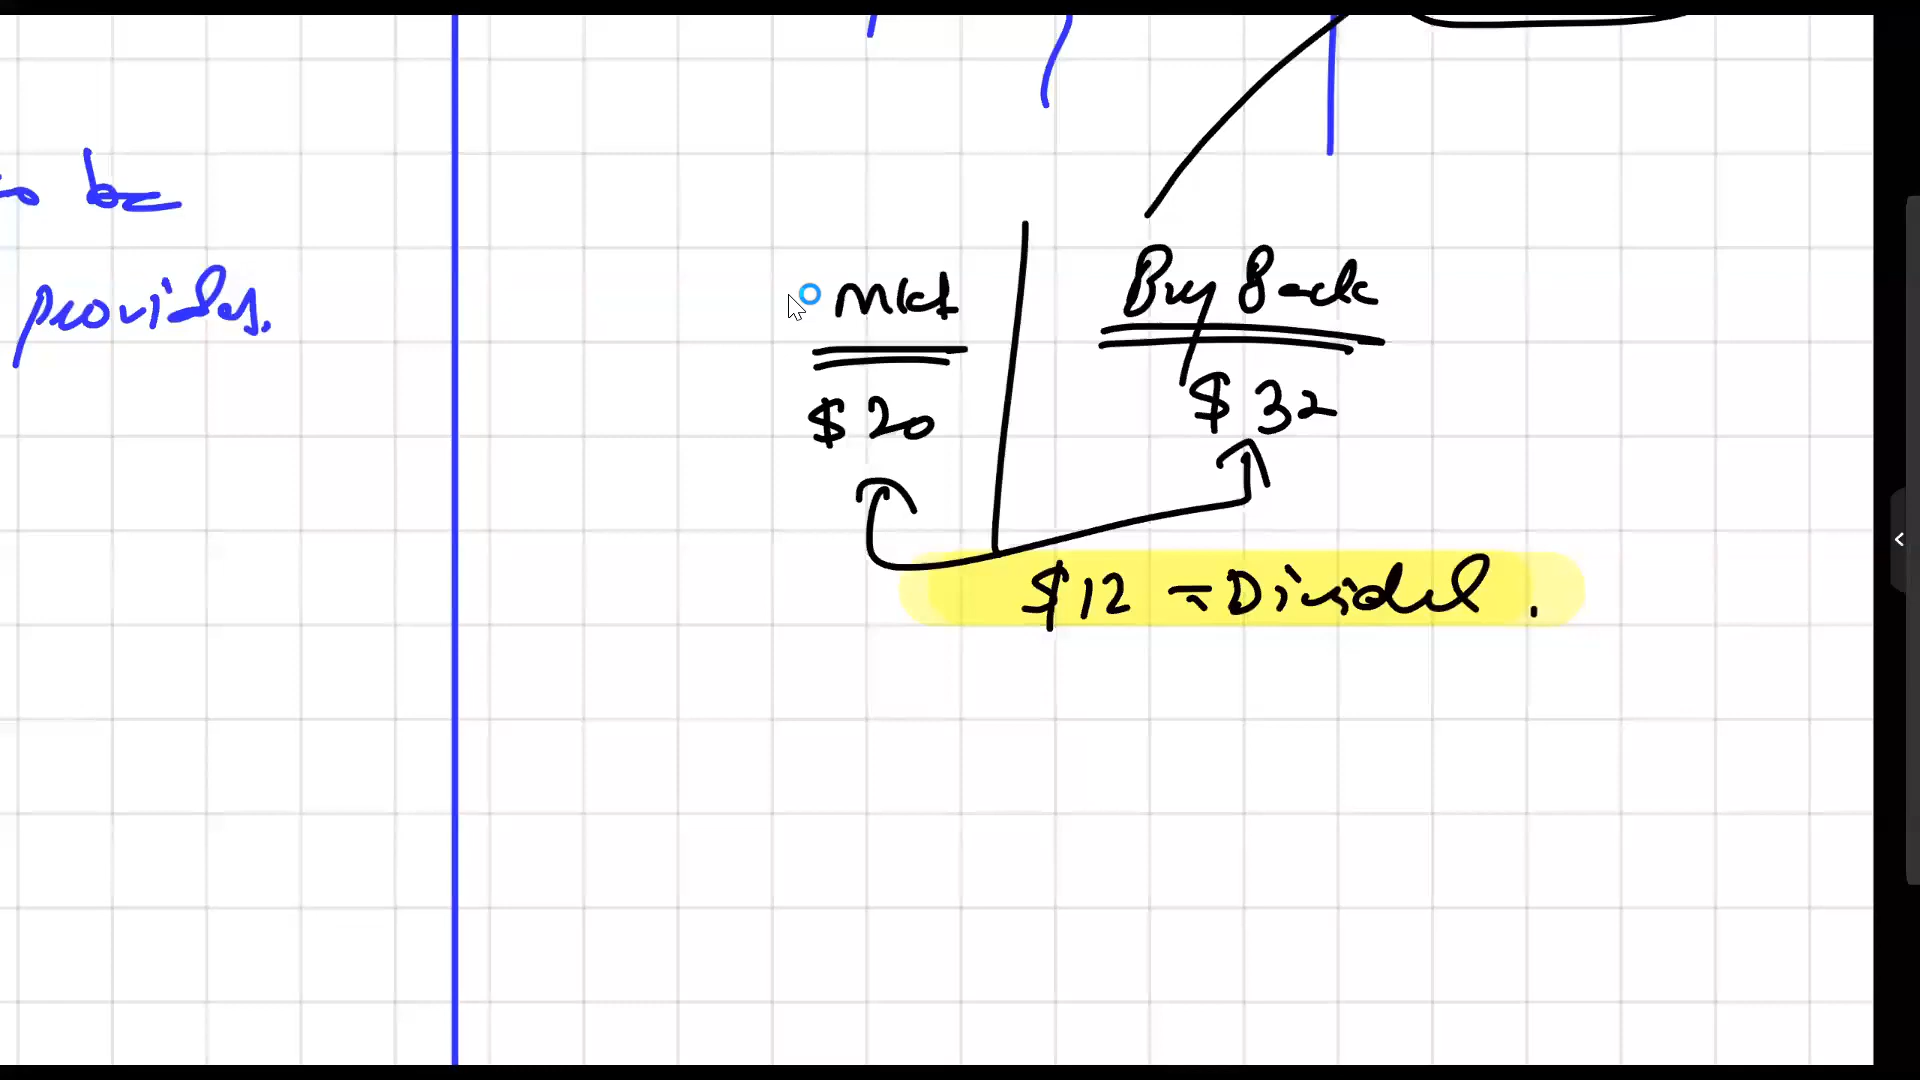 be
provides.
Mkt
Buy Back
$20
$32
$12 = Dividend.